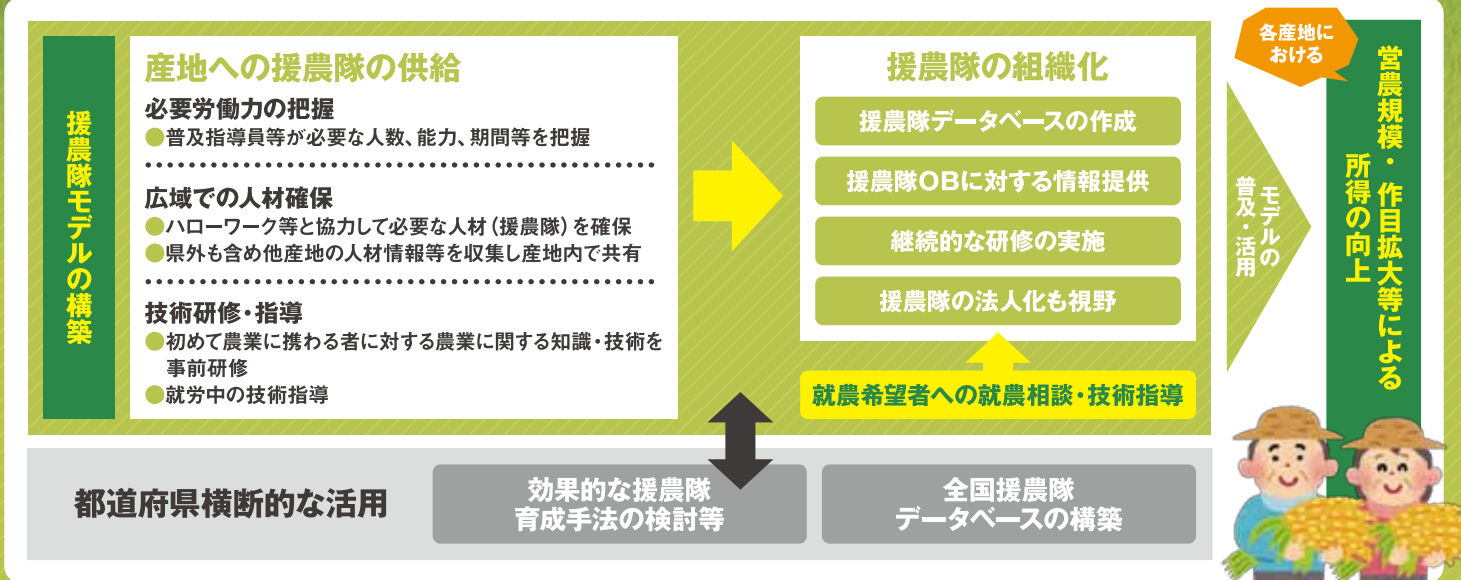 援農隊モデルの構築
産地への援農隊の供給
必要労働力の把握
●普及指導員等が必要な人数、能力、期間等を把握
広域での人材確保
●ハローワーク等と協力して必要な人材（援農隊）を確保
●県外も含め他産地の人材情報等を収集し産地内で共有
技術研修・指導
●初めて農業に携わる者に対する農業に関する知識・技術を
事前研修
●就労中の技術指導
援農隊の組織化
援農隊データベースの作成
援農隊OBに対する情報提供
継続的な研修の実施
援農隊の法人化も視野
就農希望者への就農相談・技術指導
モデルの
普及・活用
各産地に
おける
営農規模・作目拡大等による
所得の向上
都道府県横断的な活用
効果的な援農隊
育成手法の検討等
全国援農隊
データベースの構築